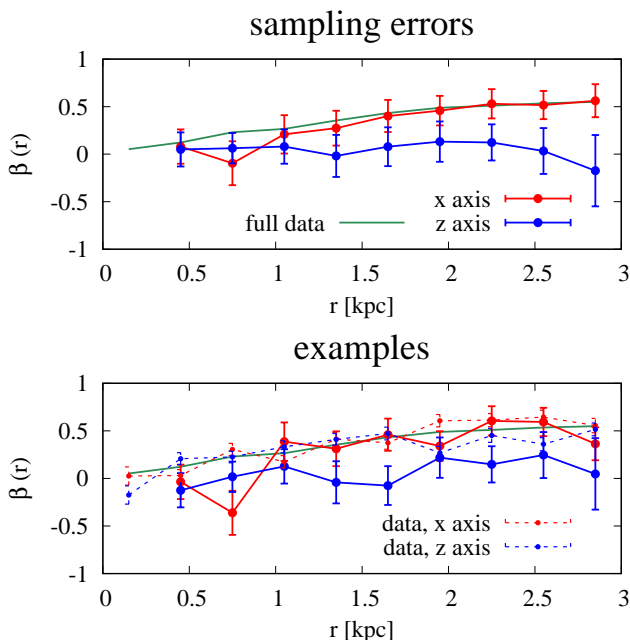 sampling errors
1
0.5
0
-0.5
-1
β (r)
x axis
full data z axis
0 0.5 1 1.5 2 2.5 3
r [kpc]
examples
1
0.5
0
-0.5
-1
β (r)
data, x axis
data, z axis
0 0.5 1 1.5 2 2.5 3
r [kpc]